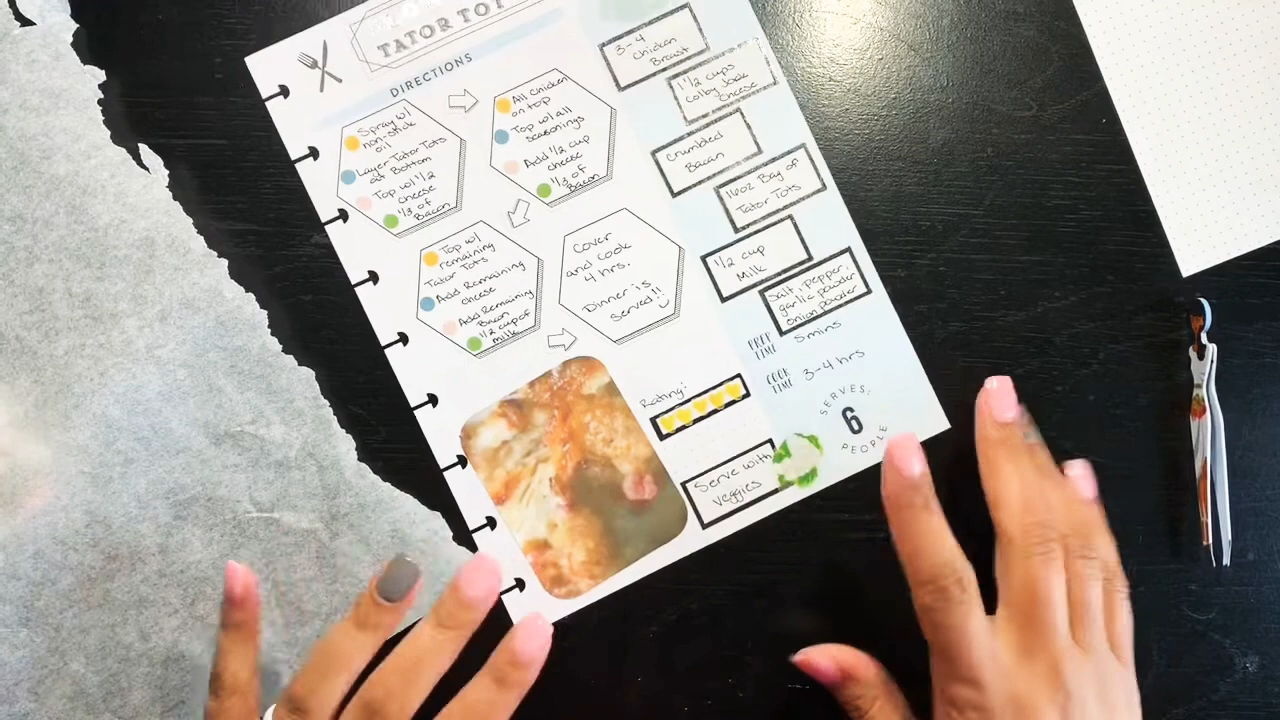 TATOR TOT
DIRECTIONS
Spray w/
non-stick
oil
Layer Tator Tots
at Bottom
Top w/ 1/2
cheese
1/3 of
Bacon
All chicken
on top
Top w/ all
seasonings
Add 1/2 cup
cheese
1/3 of
Bacon
Top w/
remaining
Tator Tots
Add Remaining
cheese
Add Remaining
Bacon
1/2 cup of
milk
Cover
and cook
4 hrs.
Dinner is
served!!
3-4
Chicken
Breast
1 1/2 cups
Colby Jack
Cheese
Crumbled
Bacon
16oz Bag of
Tator Tots
1/2 cup
Milk
Salt, Pepper,
garlic powder
onion powder
PREP
TIME
5mins
COOK
TIME
3-4 hrs
SERVES
6
PEOPLE
Rating:
Serve with
Veggies